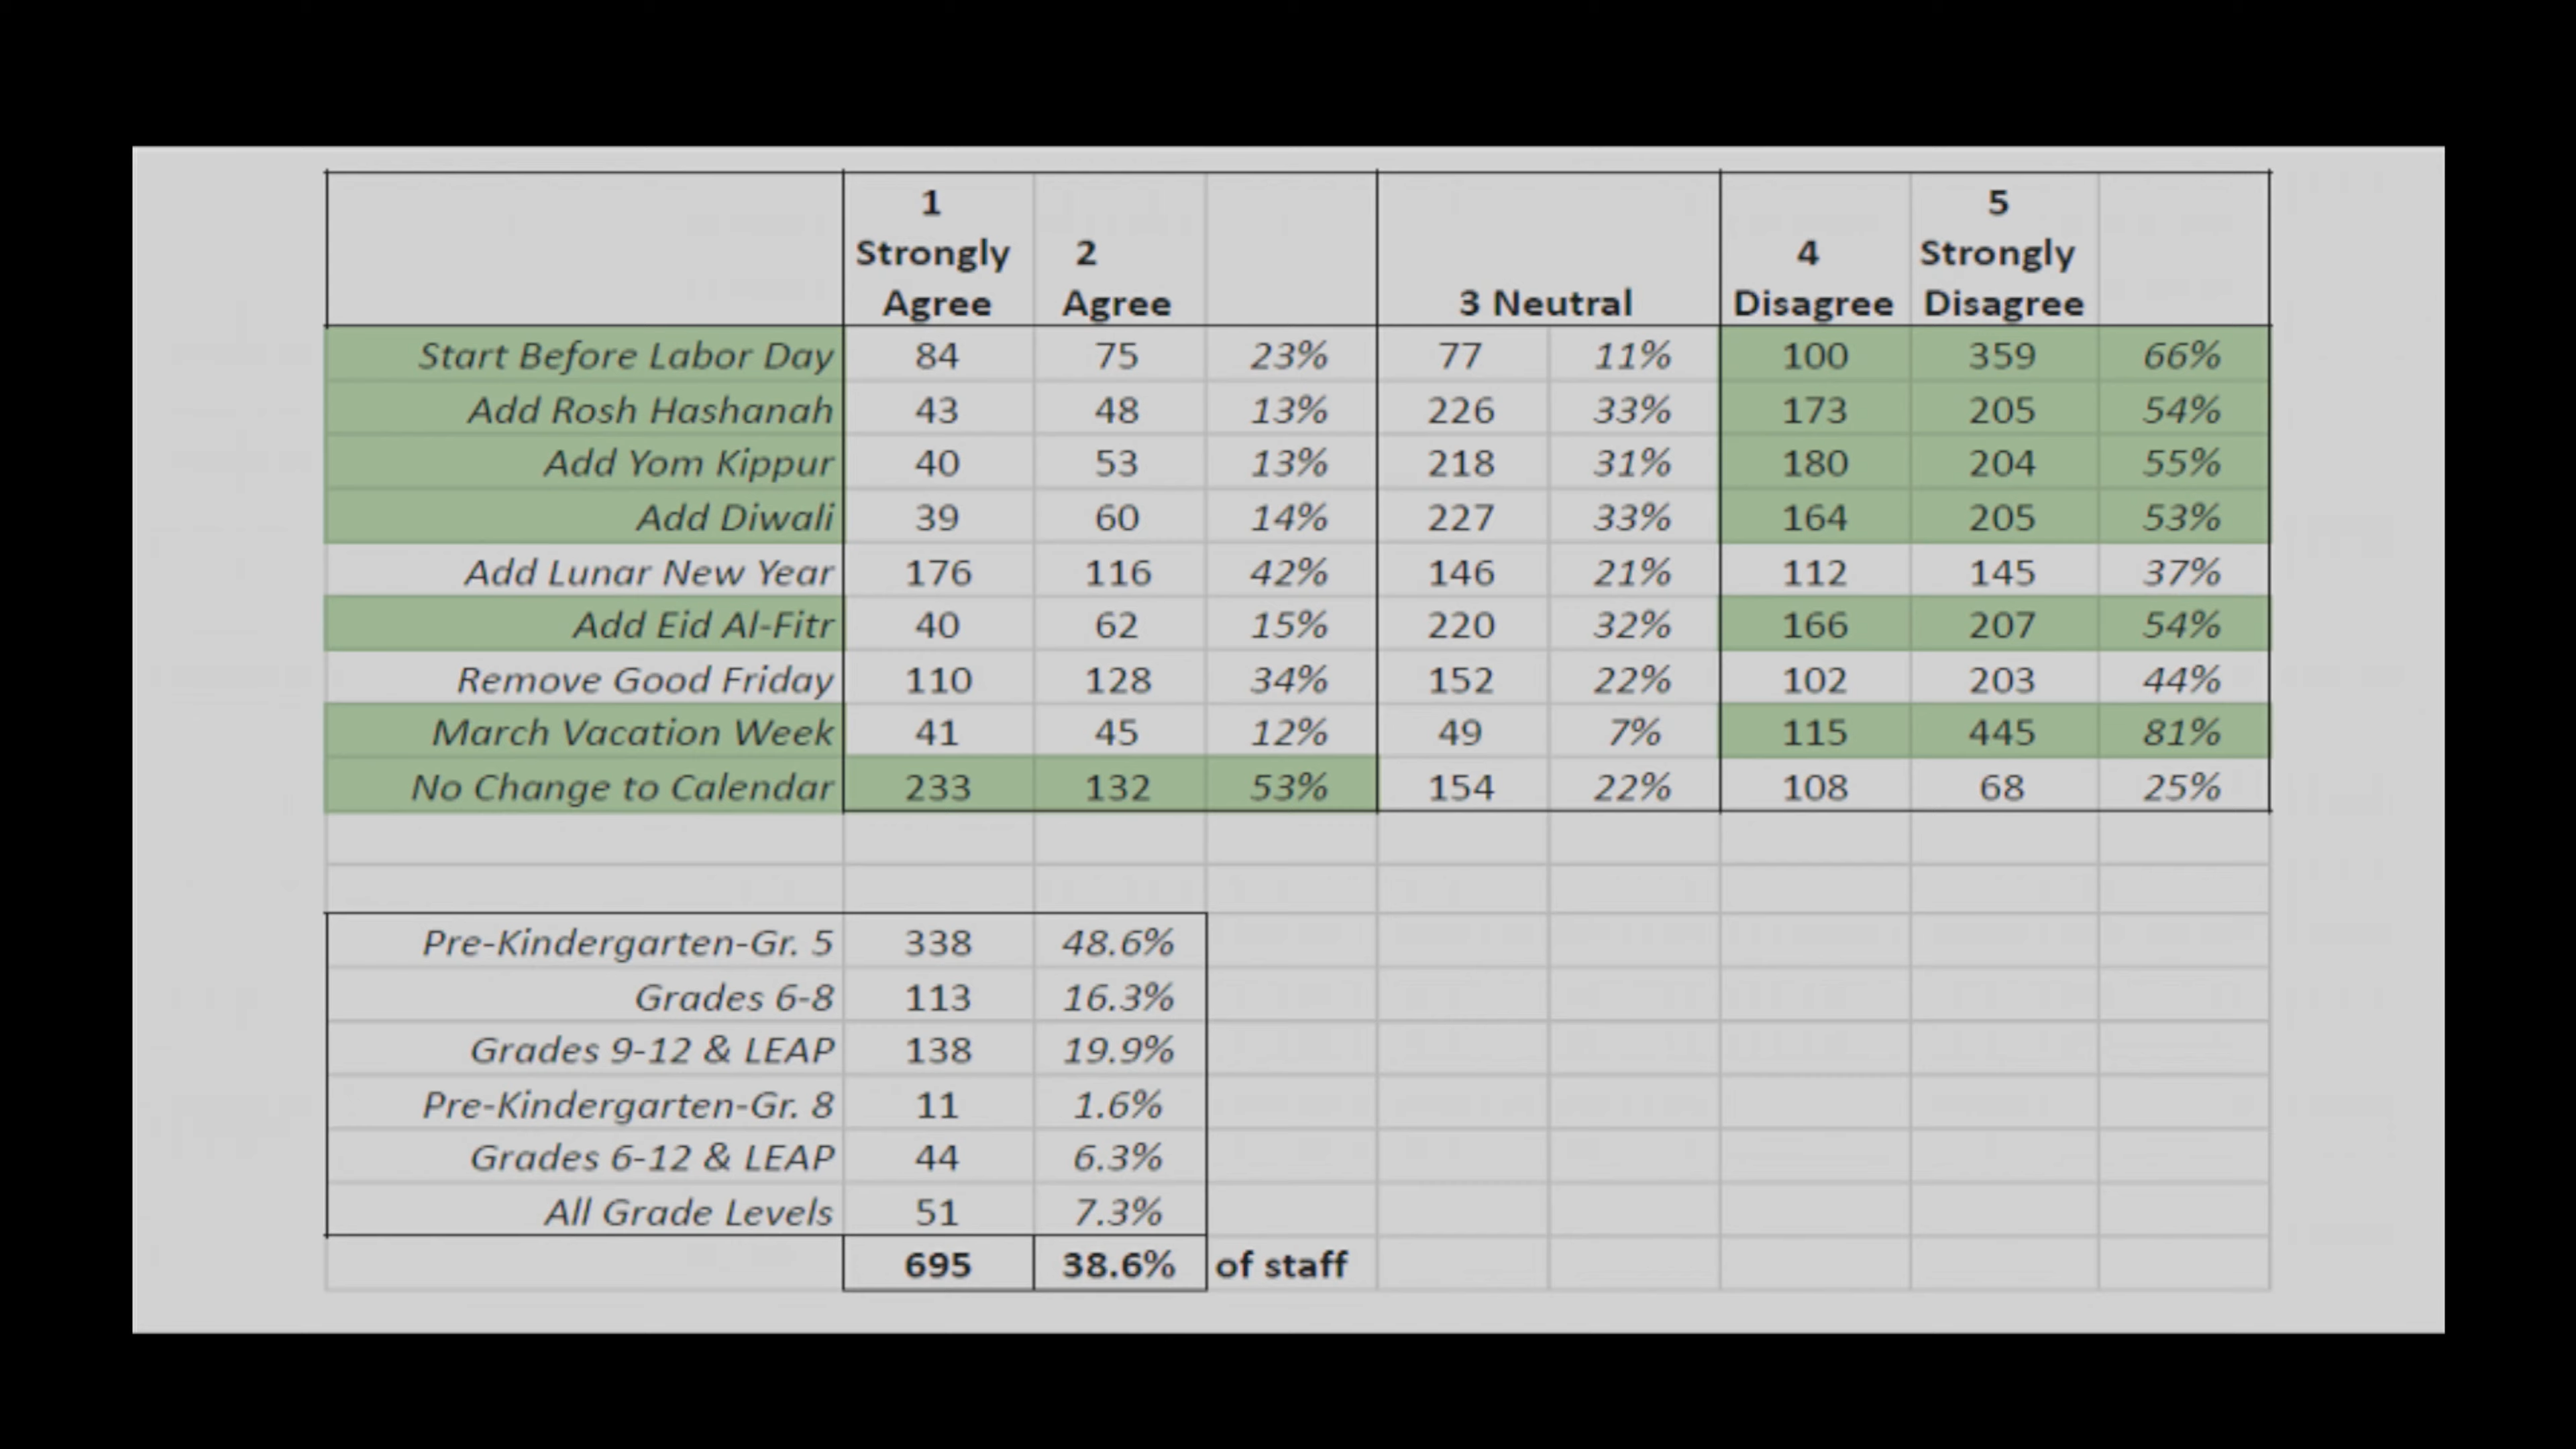 1 Strongly Agree 2 Agree 3 Neutral 4 Disagree 5 Strongly Disagree
Start Before Labor Day 84 75 23% 77 11% 100 359 66%
Add Rosh Hashanah 43 48 13% 226 33% 173 205 54%
Add Yom Kippur 40 53 13% 218 31% 180 204 55%
Add Diwali 39 60 14% 227 33% 164 205 53%
Add Lunar New Year 176 116 42% 146 21% 112 145 37%
Add Eid Al-Fitr 40 62 15% 220 32% 166 207 54%
Remove Good Friday 110 128 34% 152 22% 102 203 44%
March Vacation Week 41 45 12% 49 7% 115 445 81%
No Change to Calendar 233 132 53% 154 22% 108 68 25%
Pre-Kindergarten-Gr. 5 338 48.6%
Grades 6-8 113 16.3%
Grades 9-12 & LEAP 138 19.9%
Pre-Kindergarten-Gr. 8 11 1.6%
Grades 6-12 & LEAP 44 6.3%
All Grade Levels 51 7.3%
695 38.6% of staff